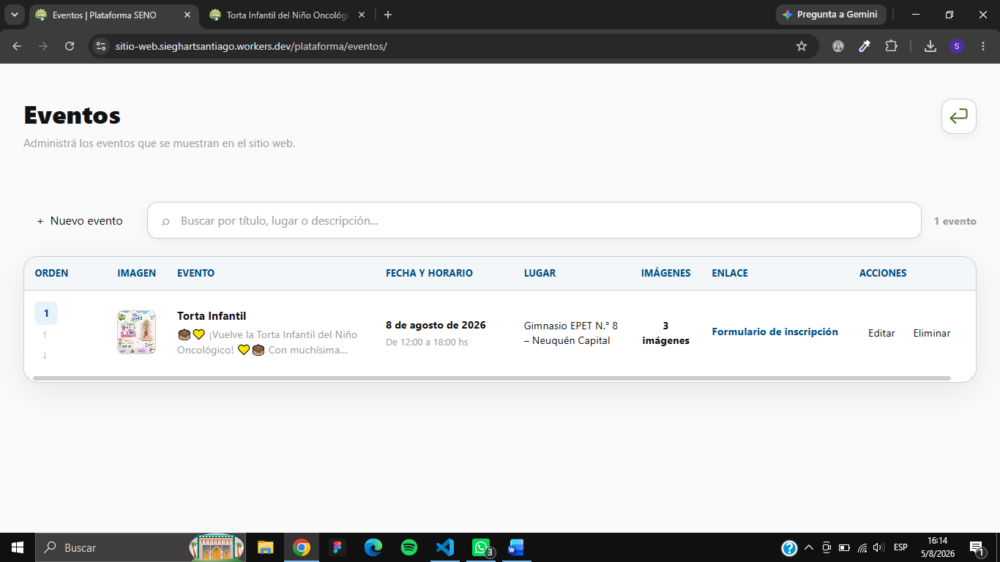 Eventos | Plataforma SENO
Torta Infantil del Niño Oncológi
Pregunta a Gemini
sitio-web.sieghartsantiago.workers.dev/plataforma/eventos/
S
Eventos
Administrá los eventos que se muestran en el sitio web.
+ Nuevo evento
Buscar por título, lugar o descripción...
1 evento
ORDEN IMAGEN EVENTO FECHA Y HORARIO LUGAR IMÁGENES ENLACE ACCIONES
1
↑
↓
Torta Infantil
🎂💛 ¡Vuelve la Torta Infantil del Niño
Oncológico! 💛🎂 Con muchísima...
8 de agosto de 2026
De 12:00 a 18:00 hs
Gimnasio EPET N.° 8
– Neuquén Capital
3
imágenes
Formulario de inscripción
Editar Eliminar
Buscar
3
ESP
16:14
5/8/2026
1